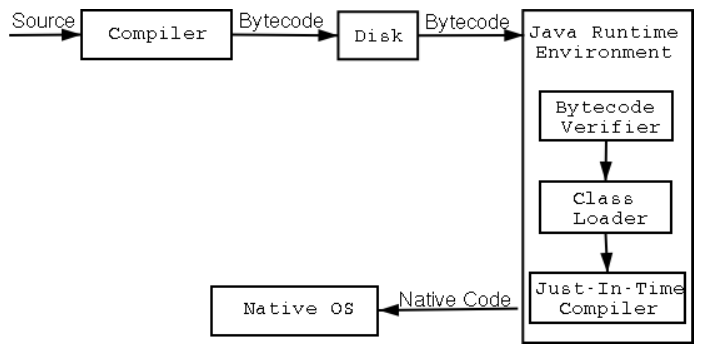 Source
Compiler
Bytecode
Disk
Bytecode
Java Runtime
Environment
Bytecode
Verifier
Class
Loader
Just-In-Time
Compiler
Native Code
Native OS